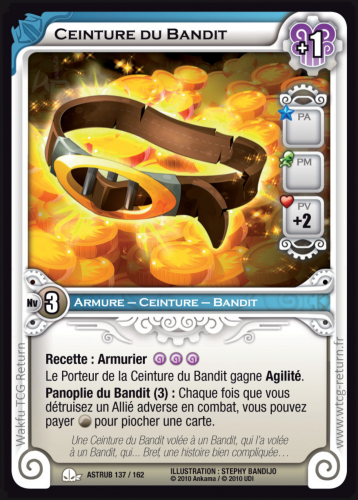 CEINTURE DU BANDIT
+1
PA
PM
PV
+2
Nv 3
ARMURE – CEINTURE – BANDIT
Recette : Armurier
Le Porteur de la Ceinture du Bandit gagne Agilité.
Panoplie du Bandit (3) : Chaque fois que vous
détruisez un Allié adverse en combat, vous pouvez
payer pour piocher une carte.
Une Ceinture du Bandit volée à un Bandit, qui l'a volée
à un Bandit, qui... Bref, une histoire bien compliquée…
ASTRUB 137 / 162
ILLUSTRATION : STEPHY BANDIJO
© 2010 Ankama / © 2010 UDI
Wakfu TCG Return
www.wtcg-return.fr